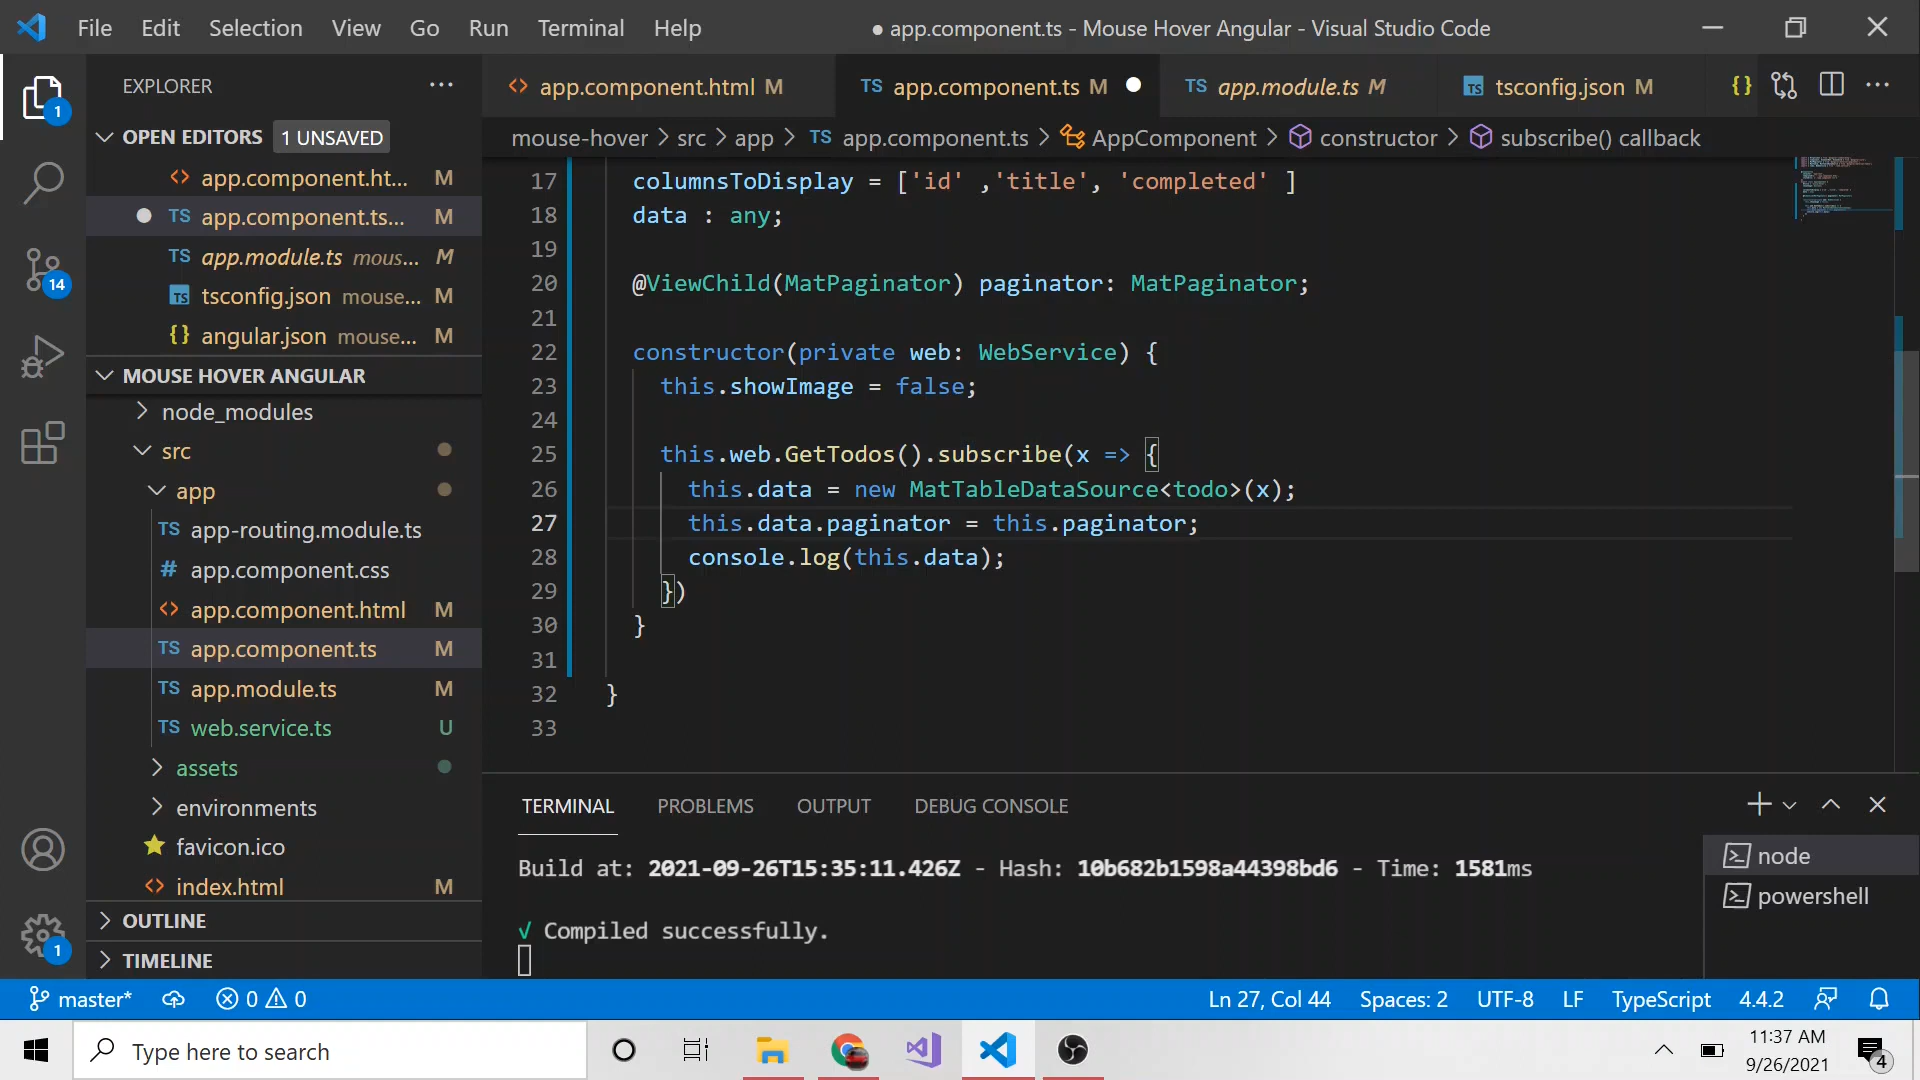 File Edit Selection View Go Run Terminal Help ● app.component.ts - Mouse Hover Angular - Visual Studio Code
EXPLORER ···
OPEN EDITORS 1 UNSAVED
<> app.component.ht... M
● TS app.component.ts... M
TS app.module.ts mous... M
TS tsconfig.json mouse... M
{} angular.json mouse... M
MOUSE HOVER ANGULAR
node_modules
src
app
TS app-routing.module.ts
# app.component.css
<> app.component.html M
TS app.component.ts M
TS app.module.ts M
TS web.service.ts U
assets
environments
favicon.ico
<> index.html M
OUTLINE
TIMELINE
1
14
1
<> app.component.html M TS app.component.ts M ● TS app.module.ts M TS tsconfig.json M {} ···
mouse-hover > src > app > TS app.component.ts > AppComponent > constructor > subscribe() callback
17 columnsToDisplay = ['id' ,'title', 'completed' ]
18 data : any;
19
20 @ViewChild(MatPaginator) paginator: MatPaginator;
21
22 constructor(private web: WebService) {
23 this.showImage = false;
24
25 this.web.GetTodos().subscribe(x => {
26 this.data = new MatTableDataSource<todo>(x);
27 this.data.paginator = this.paginator;
28 console.log(this.data);
29 })
30 }
31
32 }
33
TERMINAL PROBLEMS OUTPUT DEBUG CONSOLE
Build at: 2021-09-26T15:35:11.426Z - Hash: 10b682b1598a44398bd6 - Time: 1581ms
√ Compiled successfully.
node
powershell
master* 0 0 Ln 27, Col 44 Spaces: 2 UTF-8 LF TypeScript 4.4.2
Type here to search
11:37 AM
9/26/2021
4